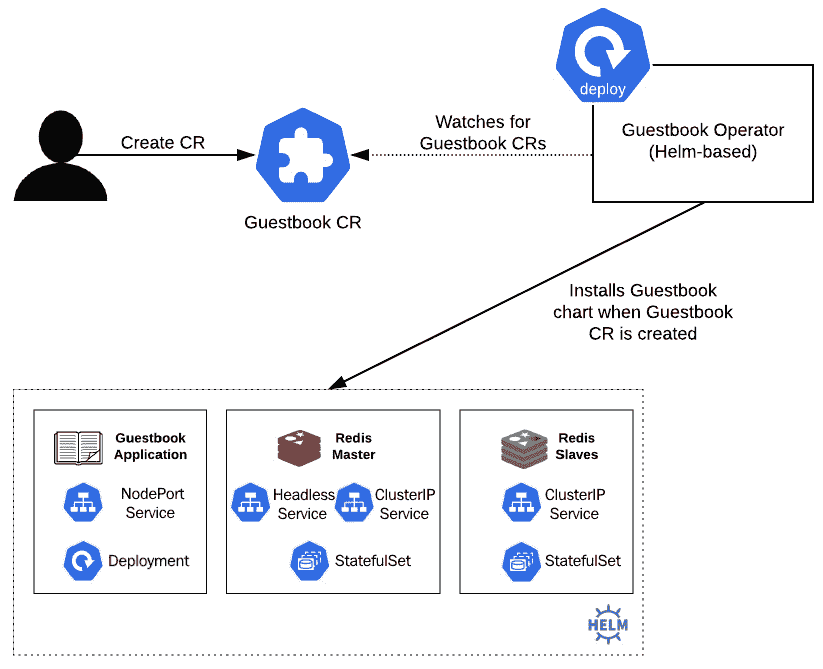 deploy
Guestbook Operator
(Helm-based)
Watches for
Guestbook CRs
Create CR
Guestbook CR
Installs Guestbook
chart when Guestbook
CR is created
Guestbook
Application
NodePort
Service
Deployment
Redis
Master
Headless
Service
ClusterIP
Service
StatefulSet
Redis
Slaves
ClusterIP
Service
StatefulSet
HELM